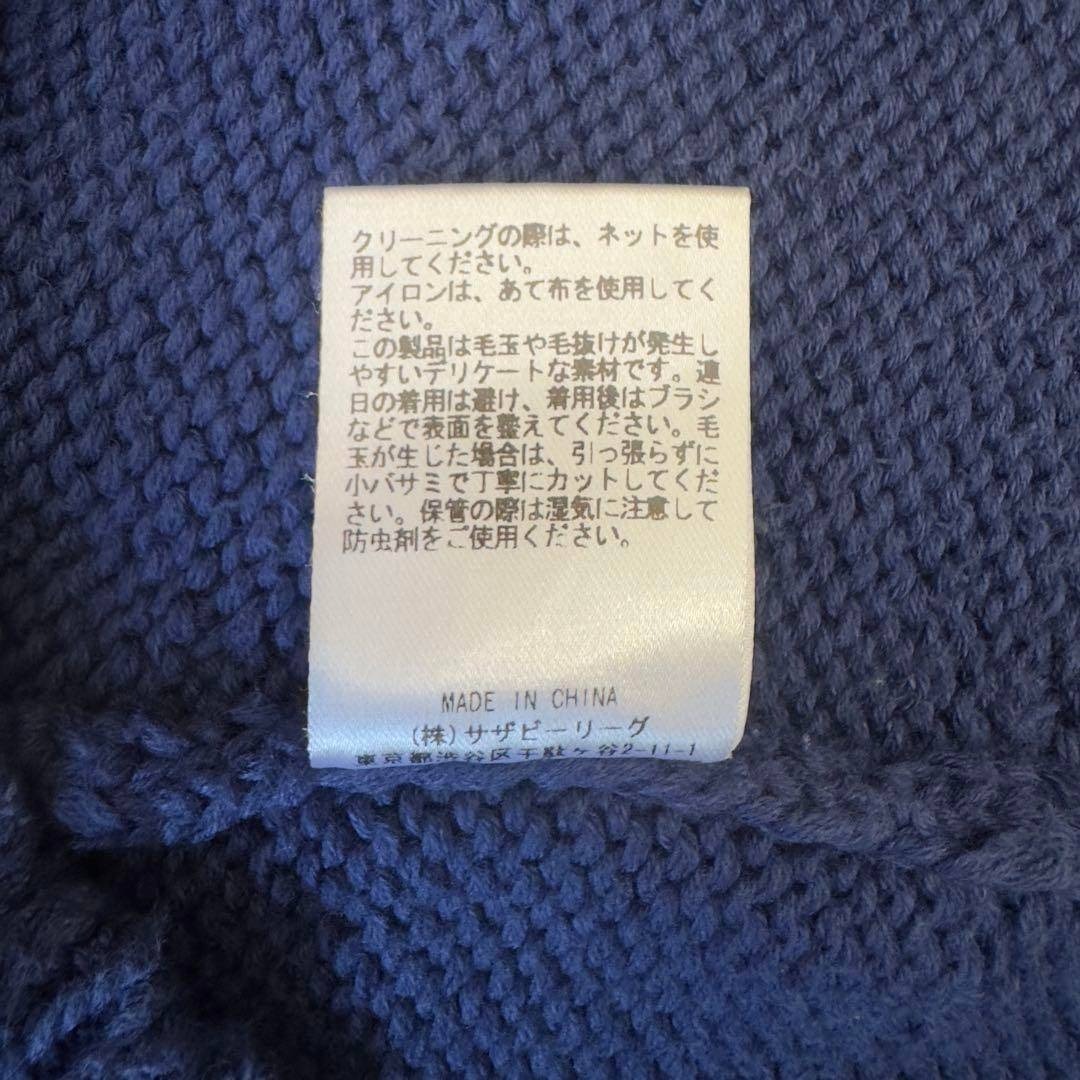 クリーニングの際は、ネットを使
用してください。
アイロンは、あて布を使用してく
ださい。
この製品は毛玉や毛抜けが発生し
やすいデリケートな素材です。連
日の着用は避け、着用後はブラシ
などで表面を整えてください。毛
玉が生じた場合は、引っ張らずに
小バサミで丁寧にカットしてくだ
さい。保管の際は湿気に注意して
防虫剤をご使用ください。
MADE IN CHINA
(株)サザビーリーグ
東京都渋谷区千駄ヶ谷2-11-1